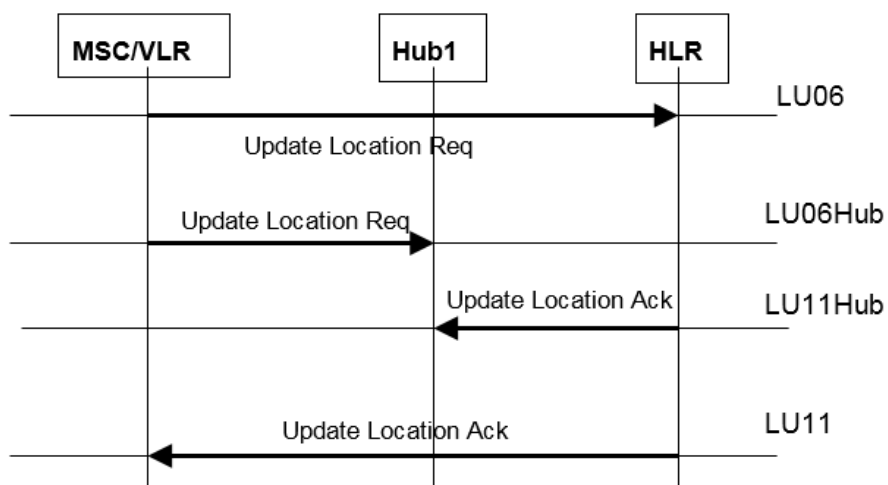 MSC/VLR
Hub1
HLR
LU06
Update Location Req
LU06Hub
Update Location Req
LU11Hub
Update Location Ack
LU11
Update Location Ack